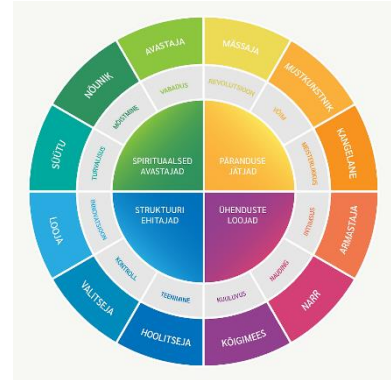 AVASTAJA
MÄSSAJA
MUSTKUNSTNIK
KANGELANE
ARMASTAJA
NARR
KÕIGIMEES
HOOLITSEJA
VALITSEJA
LOOJA
SÜÜTU
NÕUNIK
VABADUS
REVOLUTSIOON
VÕIM
MEISTERLIKKUS
INTIIMSUS
NAUDING
KUULUVUS
TEENIMINE
KONTROLL
TURVALISUS
MÕISTMINE
SPIRITUAALSED
AVASTAJAD
PÄRANDUSE
JÄTJAD
STRUKTUURI
EHITAJAD
ÜHENDUSTE
LOOJAD